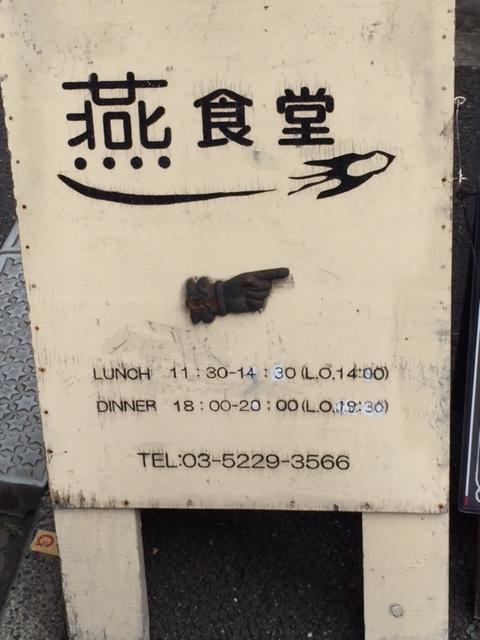 燕食堂
LUNCH 11：30-14：30(L.O.14:00)
DINNER 18：00-20：00(L.O.19:30)
TEL:03-5229-3566